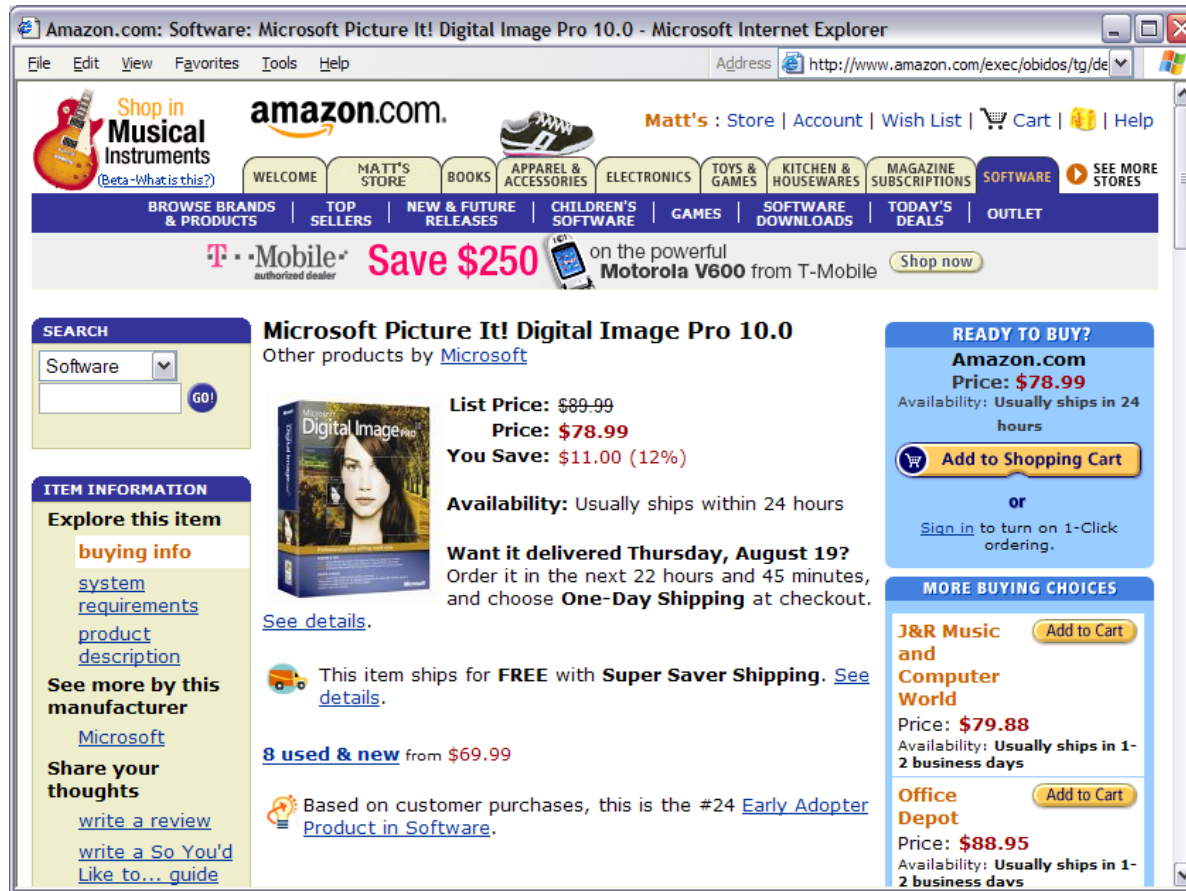 Amazon.com: Software: Microsoft Picture It! Digital Image Pro 10.0 - Microsoft Internet Explorer
File Edit View Favorites Tools Help Address http://www.amazon.com/exec/obidos/tg/de
Shop in
Musical
Instruments
(Beta-What is this?)
amazon.com.
Matt's : Store | Account | Wish List | Cart | | Help
WELCOME
MATT'S
STORE
BOOKS
APPAREL &
ACCESSORIES
ELECTRONICS
TOYS &
GAMES
KITCHEN &
HOUSEWARES
MAGAZINE
SUBSCRIPTIONS
SOFTWARE
SEE MORE
STORES
BROWSE BRANDS
& PRODUCTS
TOP
SELLERS
NEW & FUTURE
RELEASES
CHILDREN'S
SOFTWARE
GAMES
SOFTWARE
DOWNLOADS
TODAY'S
DEALS
OUTLET
T · ·Mobile·
authorized dealer
Save $250
on the powerful
Motorola V600 from T-Mobile
Shop now
SEARCH
Software
GO!
ITEM INFORMATION
Explore this item
buying info
system
requirements
product
description
See more by this
manufacturer
Microsoft
Share your
thoughts
write a review
write a So You'd
Like to... guide
Microsoft Picture It! Digital Image Pro 10.0
Other products by Microsoft
Microsoft
Digital Image PRO
Digital Image
Microsoft
List Price: $89.99
Price: $78.99
You Save: $11.00 (12%)
Availability: Usually ships within 24 hours
Want it delivered Thursday, August 19?
Order it in the next 22 hours and 45 minutes,
and choose One-Day Shipping at checkout.
See details.
This item ships for FREE with Super Saver Shipping. See
details.
8 used & new from $69.99
Based on customer purchases, this is the #24 Early Adopter
Product in Software.
READY TO BUY?
Amazon.com
Price: $78.99
Availability: Usually ships in 24
hours
Add to Shopping Cart
or
Sign in to turn on 1-Click
ordering.
MORE BUYING CHOICES
J&R Music
and
Computer
World
Add to Cart
Price: $79.88
Availability: Usually ships in 1-
2 business days
Office
Depot
Add to Cart
Price: $88.95
Availability: Usually ships in 1-
2 business days